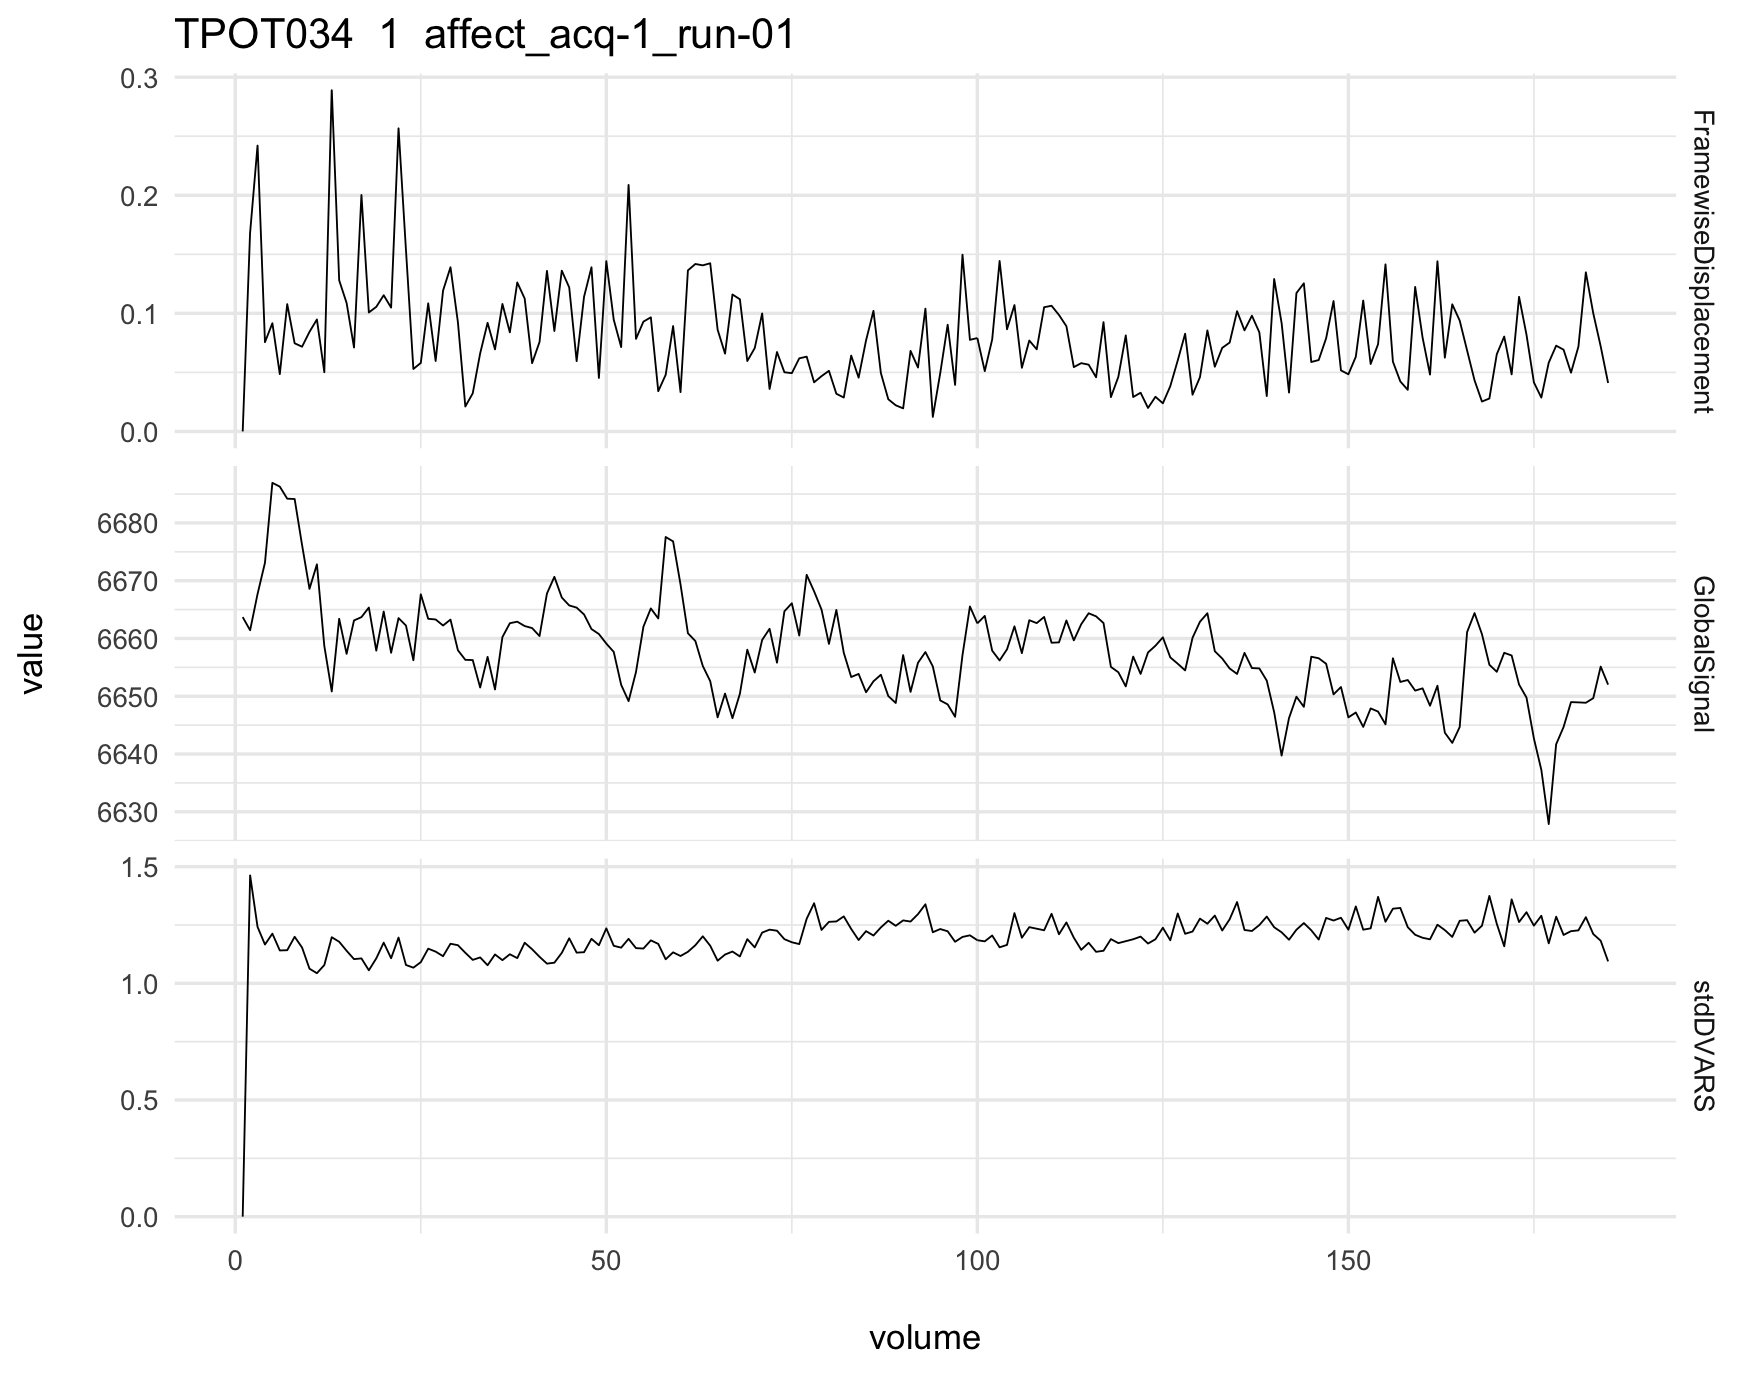 TPOT034  1  affect_acq-1_run-01
0.3
0.2
0.1
0.0
FramewiseDisplacement
6680
6670
6660
6650
6640
6630
GlobalSignal
1.5
1.0
0.5
0.0
stdDVARS
value
0 50 100 150
volume